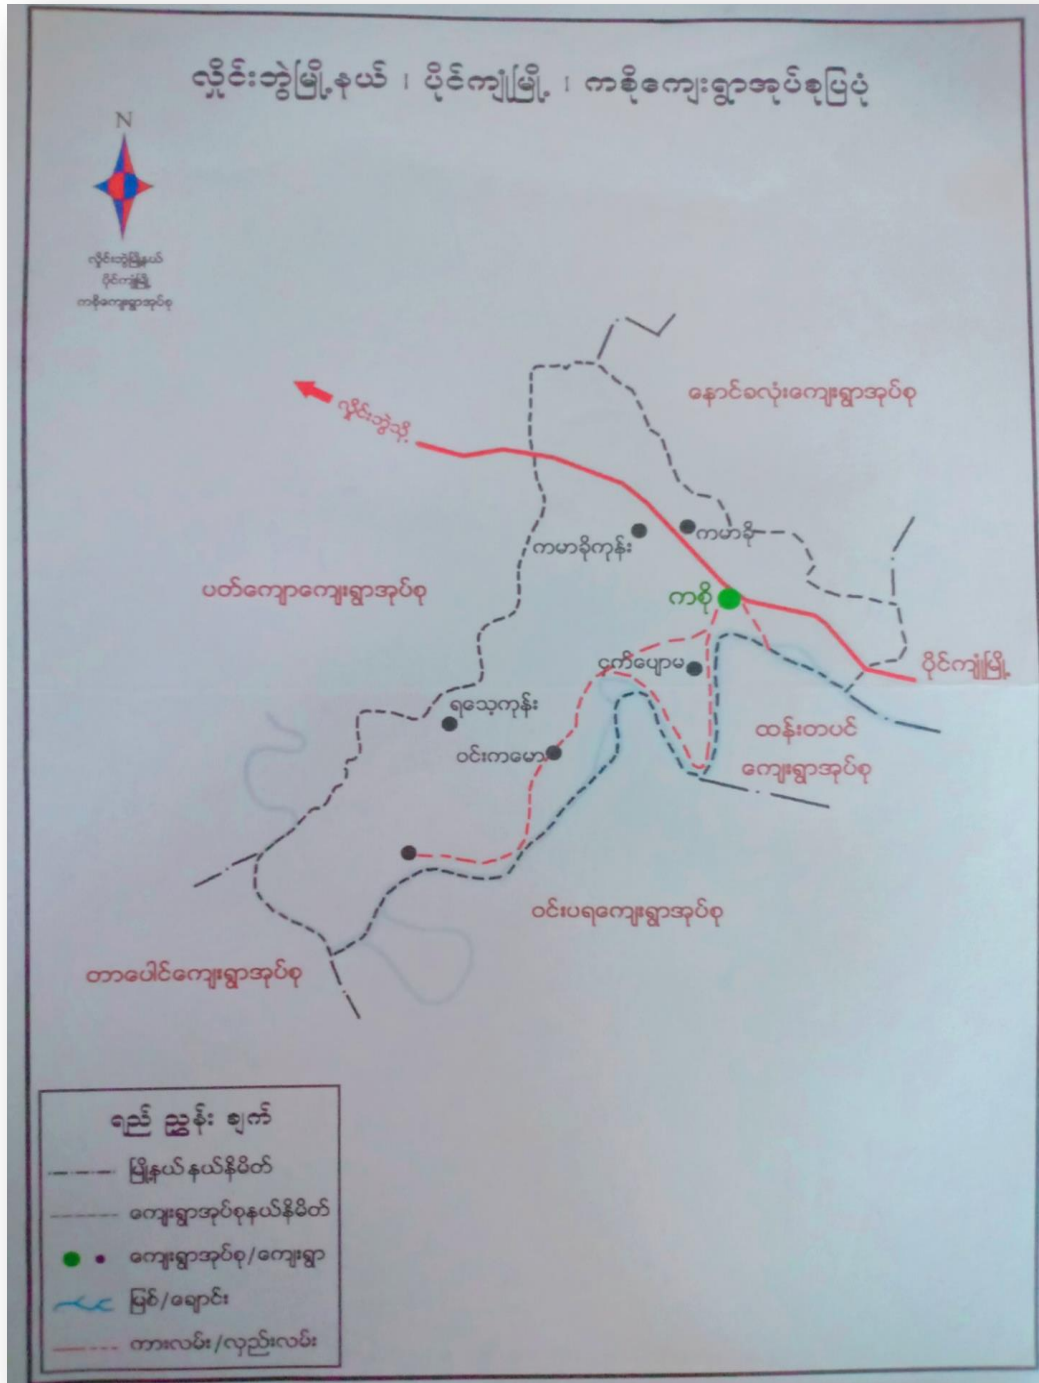 လှိုင်းဘွဲမြို့နယ် ၊ ပိုင်ကျုံမြို့ ၊ ကစိုကျေးရွာအုပ်စုပြပုံ
N
လှိုင်းဘွဲမြို့နယ်
ပိုင်ကျုံမြို့
ကစိုကျေးရွာအုပ်စု
နောင်ခလုံးကျေးရွာအုပ်စု
လှိုင်းဘွဲသို့
ကမာခိုကုန်း
ကမာခို
ပတ်ကျောကျေးရွာအုပ်စု
ကစို
ငှက်ပျောမ
ပိုင်ကျုံမြို့
ရသေ့ကုန်း
ထန်းတပင်
ကျေးရွာအုပ်စု
ဝင်းကမော
ဝင်းပရကျေးရွာအုပ်စု
တာပေါင်ကျေးရွာအုပ်စု
ရည် ညွှန်း ချက်
မြို့နယ်နယ်နိမိတ်
ကျေးရွာအုပ်စုနယ်နိမိတ်
ကျေးရွာအုပ်စု/ကျေးရွာ
မြစ်/ချောင်း
ကားလမ်း/လှည်းလမ်း